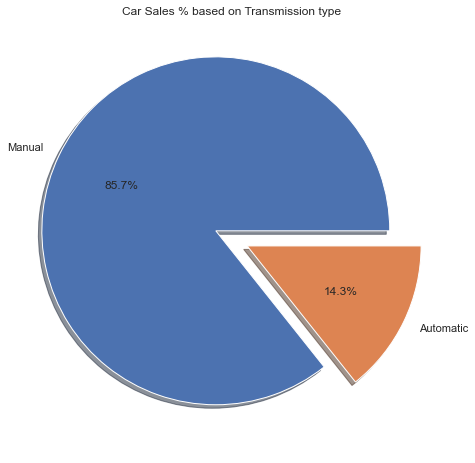 Car Sales % based on Transmission type
Manual
85.7%
14.3%
Automatic